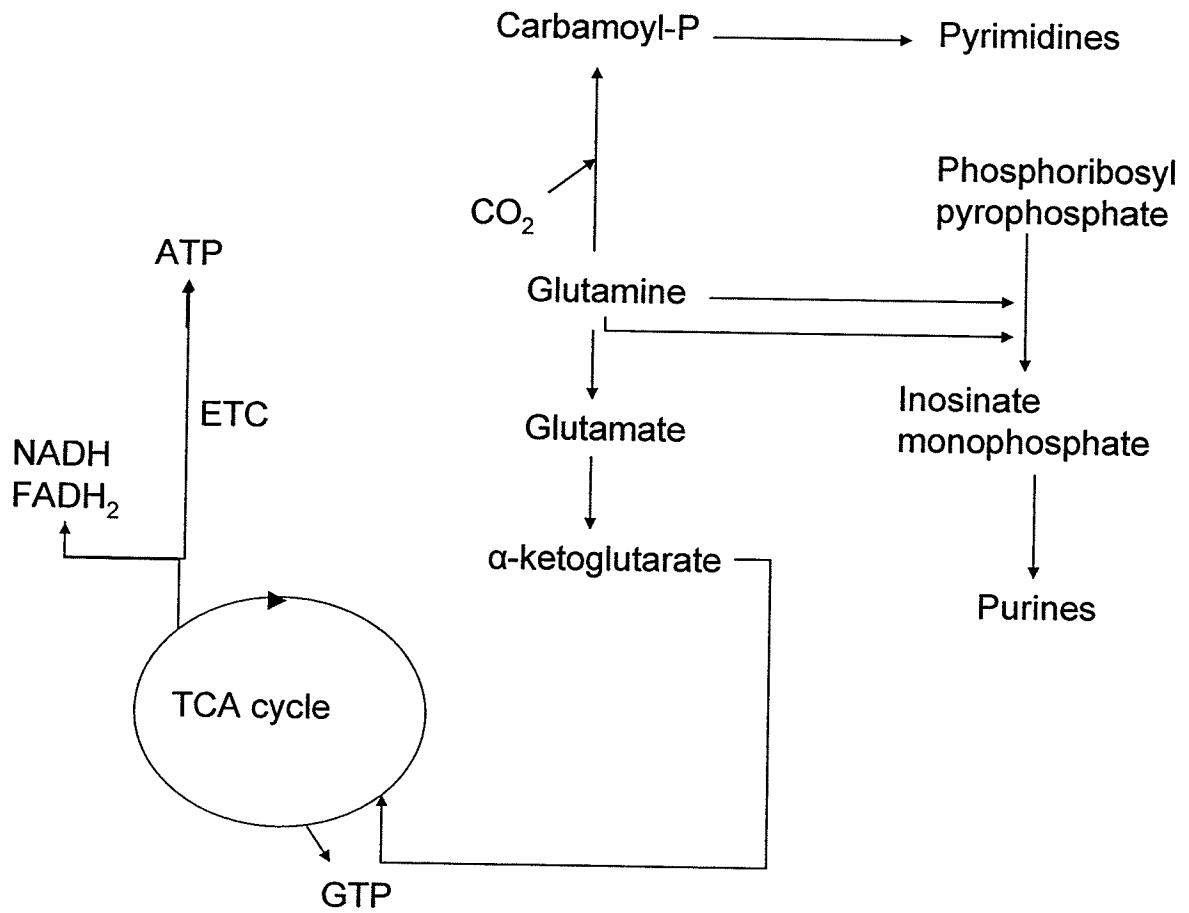 Carbamoyl-P
Pyrimidines
Phosphoribosyl
pyrophosphate
CO₂
ATP
Glutamine
ETC
Inosinate
monophosphate
Glutamate
NADH
FADH₂
α-ketoglutarate
Purines
TCA cycle
GTP